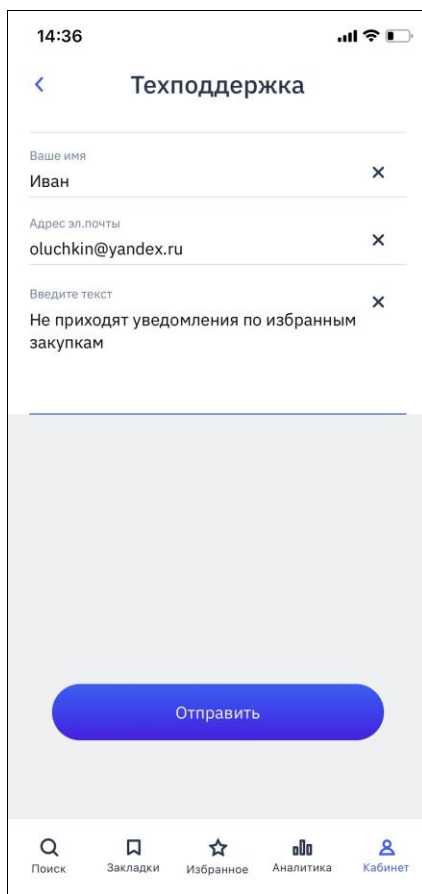 14:36
Техподдержка
Ваше имя
Иван
Адрес эл.почты
oluchkin@yandex.ru
Введите текст
Не приходят уведомления по избранным
закупкам
Отправить
Поиск Закладки Избранное Аналитика Кабинет